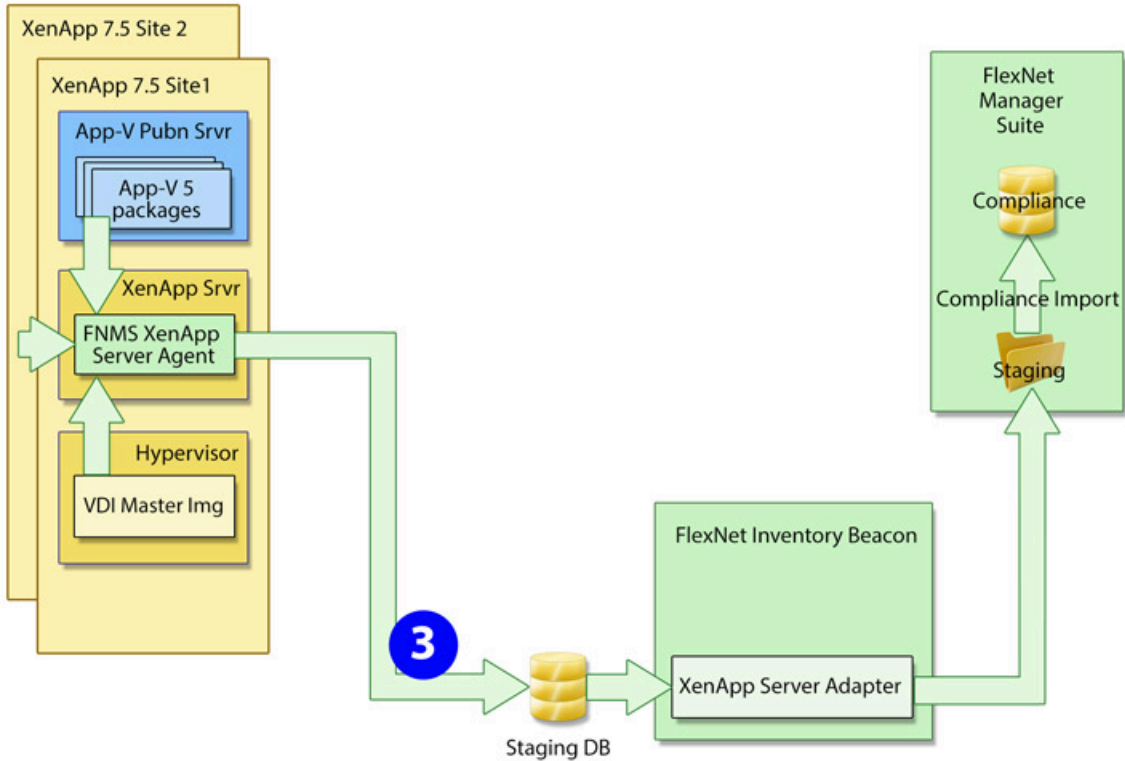 XenApp 7.5 Site 2
XenApp 7.5 Site1
App-V Pubn Srvr
App-V 5
packages
XenApp Srvr
FNMS XenApp
Server Agent
Hypervisor
VDI Master Img
3
Staging DB
FlexNet Inventory Beacon
XenApp Server Adapter
FlexNet
Manager
Suite
Compliance
Compliance Import
Staging